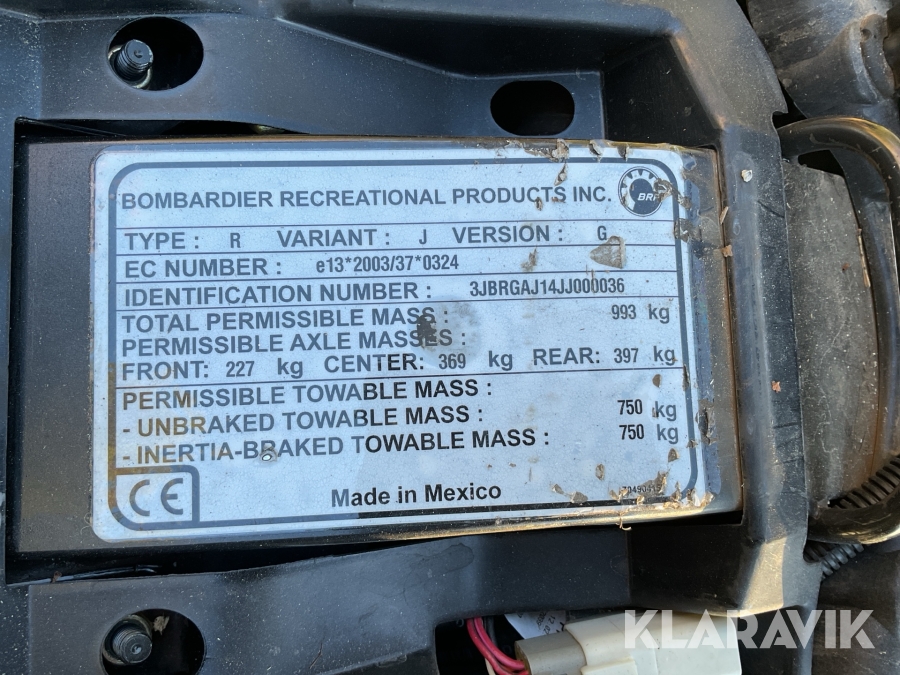 BOMBARDIER RECREATIONAL PRODUCTS INC.
BRP
TYPE : R VARIANT : J VERSION : G
EC NUMBER : e13*2003/37*0324
IDENTIFICATION NUMBER : 3JBRGAJ14JJ000036
TOTAL PERMISSIBLE MASS : 993 kg
PERMISSIBLE AXLE MASSES :
FRONT: 227 kg CENTER: 369 kg REAR: 397 kg
PERMISSIBLE TOWABLE MASS :
- UNBRAKED TOWABLE MASS : 750 kg
- INERTIA-BRAKED TOWABLE MASS : 750 kg
CE
Made in Mexico
KLARAVIK